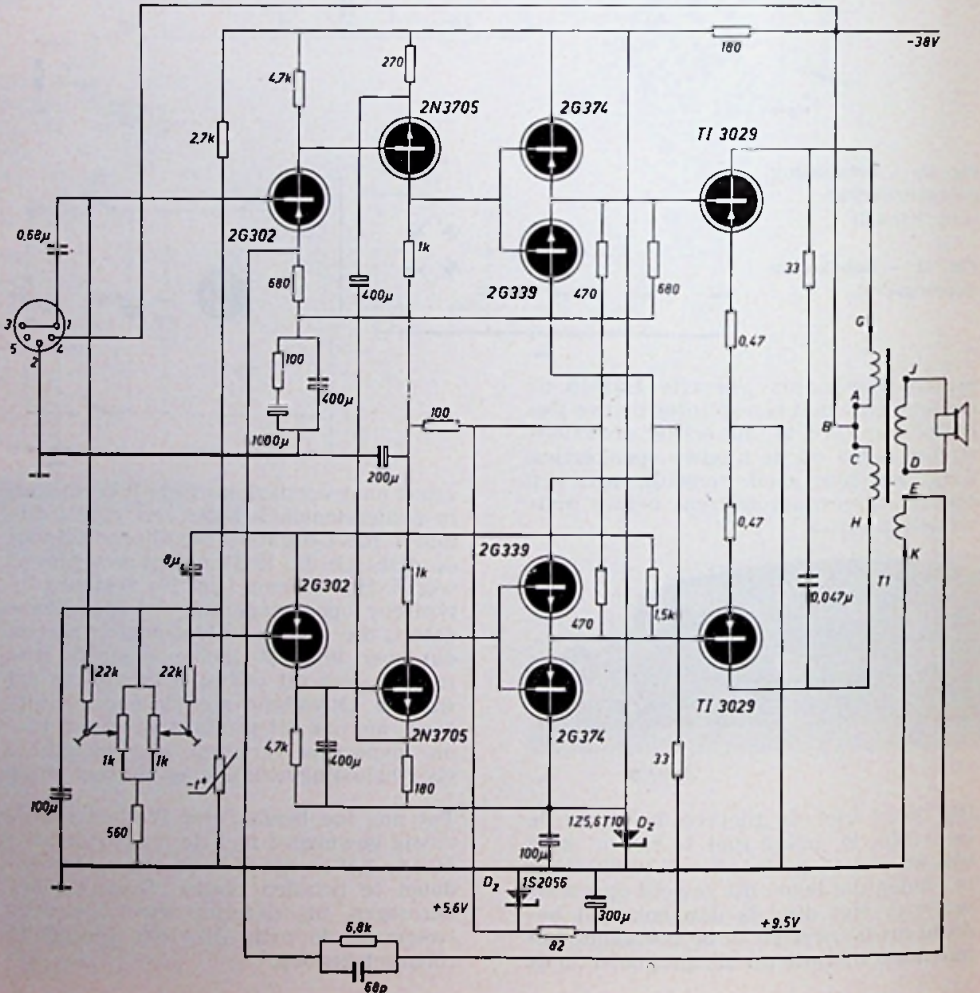 -38V
180
270
4,7k
2N3705
2G374
TI 3029
2,7k
0,68µ
2G302
1k
33
680
400µ
2G339
470
680
G
3 1
5 4
2
0,47
J
A
B
C
100
400µ
1000µ
100
D
E
200µ
0,47
H
K
8µ
2G302
2G339
1k
T1
0,047µ
470
1,5k
22k
22k
2N3705
2G374
TI 3029
1k 1k
4,7k
400µ
180
33
-t°
100µ
560
1Z5,6T10 Dz
100µ
Dz 1S2056
+5,6V
300µ
+9.5V
82
6,8k
68p